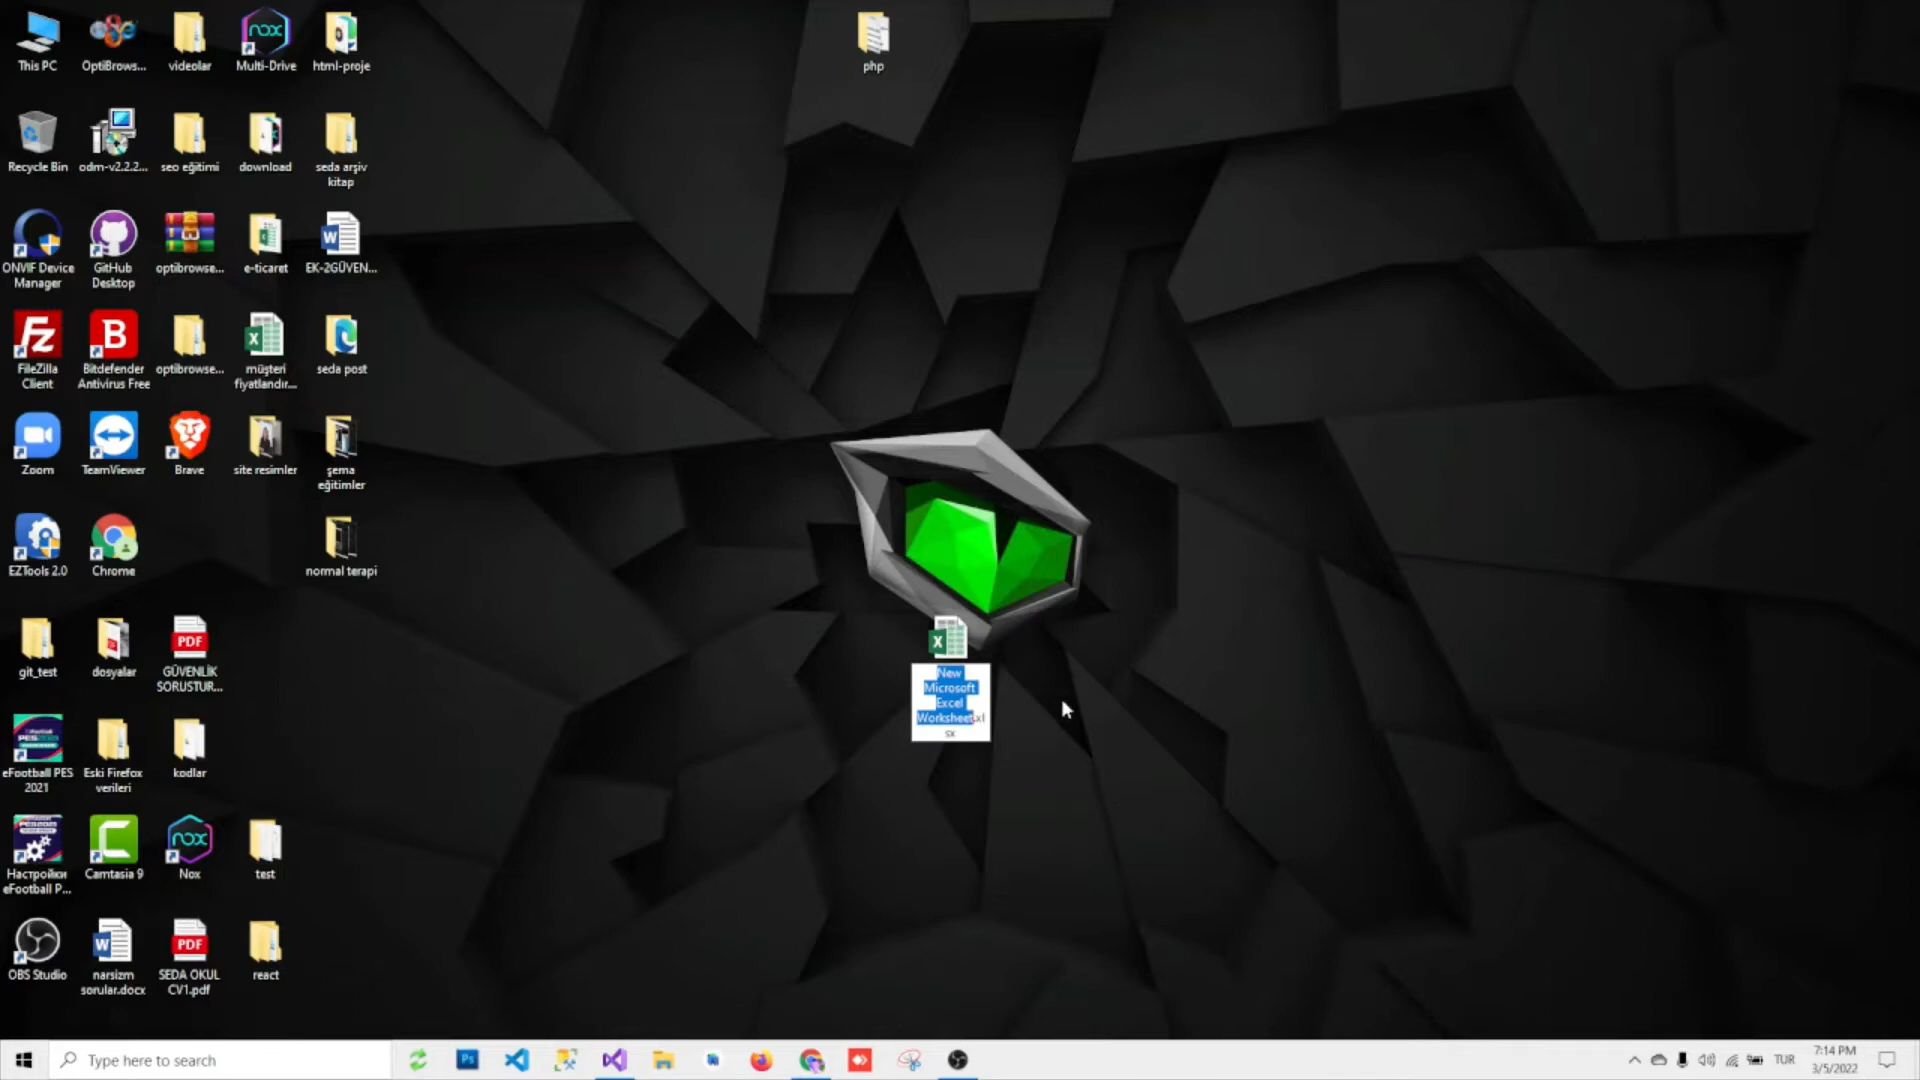 This PC
OptiBrows...
videolar
Multi-Drive
html-proje
php
Recycle Bin
odm-v2.2.2...
seo eğitimi
download
seda arşiv
kitap
ONVIF Device
Manager
GitHub
Desktop
optibrowse...
e-ticaret
EK-2GÜVEN...
FileZilla
Client
Bitdefender
Antivirus Free
optibrowse...
müşteri
fiyatlandır...
seda post
Zoom
TeamViewer
Brave
site resimler
şema
eğitimler
EZTools 2.0
Chrome
normal terapi
git_test
dosyalar
GÜVENLİK
SORUSTUR...
New
Microsoft
Excel
Worksheet.xl
sx
eFootball PES
2021
Eski Firefox
verileri
kodlar
Настройки
eFootball P...
Camtasia 9
Nox
test
OBS Studio
narsizm
sorular.docx
SEDA OKUL
CV1.pdf
react
Type here to search
TUR
7:14 PM
3/5/2022